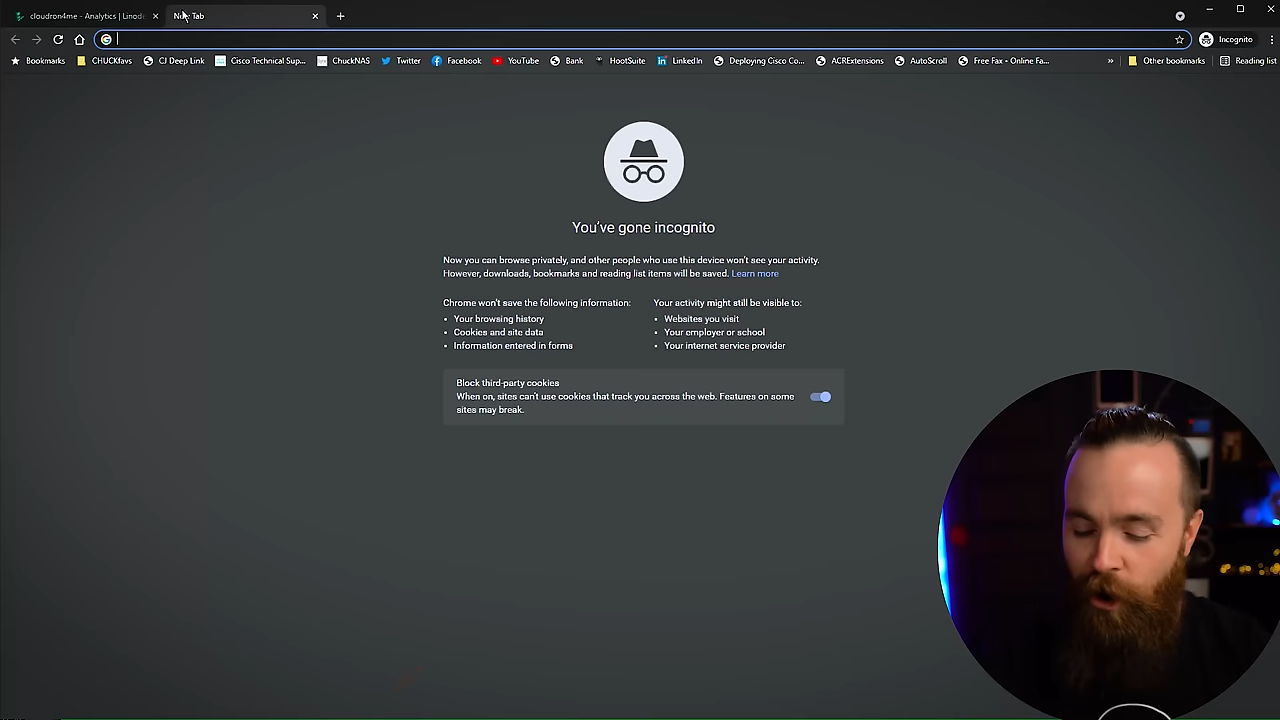 cloudron4me - Analytics | Linode
Tab
Incognito
Bookmarks CHUCKfavs CJ Deep Link Cisco Technical Sup... ChuckNAS Twitter Facebook YouTube Bank HootSuite LinkedIn Deploying Cisco Co... ACRExtensions AutoScroll Free Fax - Online Fa... » Other bookmarks Reading list
You've gone incognito
Now you can browse privately, and other people who use this device won't see your activity.
However, downloads, bookmarks and reading list items will be saved. Learn more
Chrome won't save the following information:
• Your browsing history
• Cookies and site data
• Information entered in forms
Your activity might still be visible to:
• Websites you visit
• Your employer or school
• Your internet service provider
Block third-party cookies
When on, sites can't use cookies that track you across the web. Features on some
sites may break.